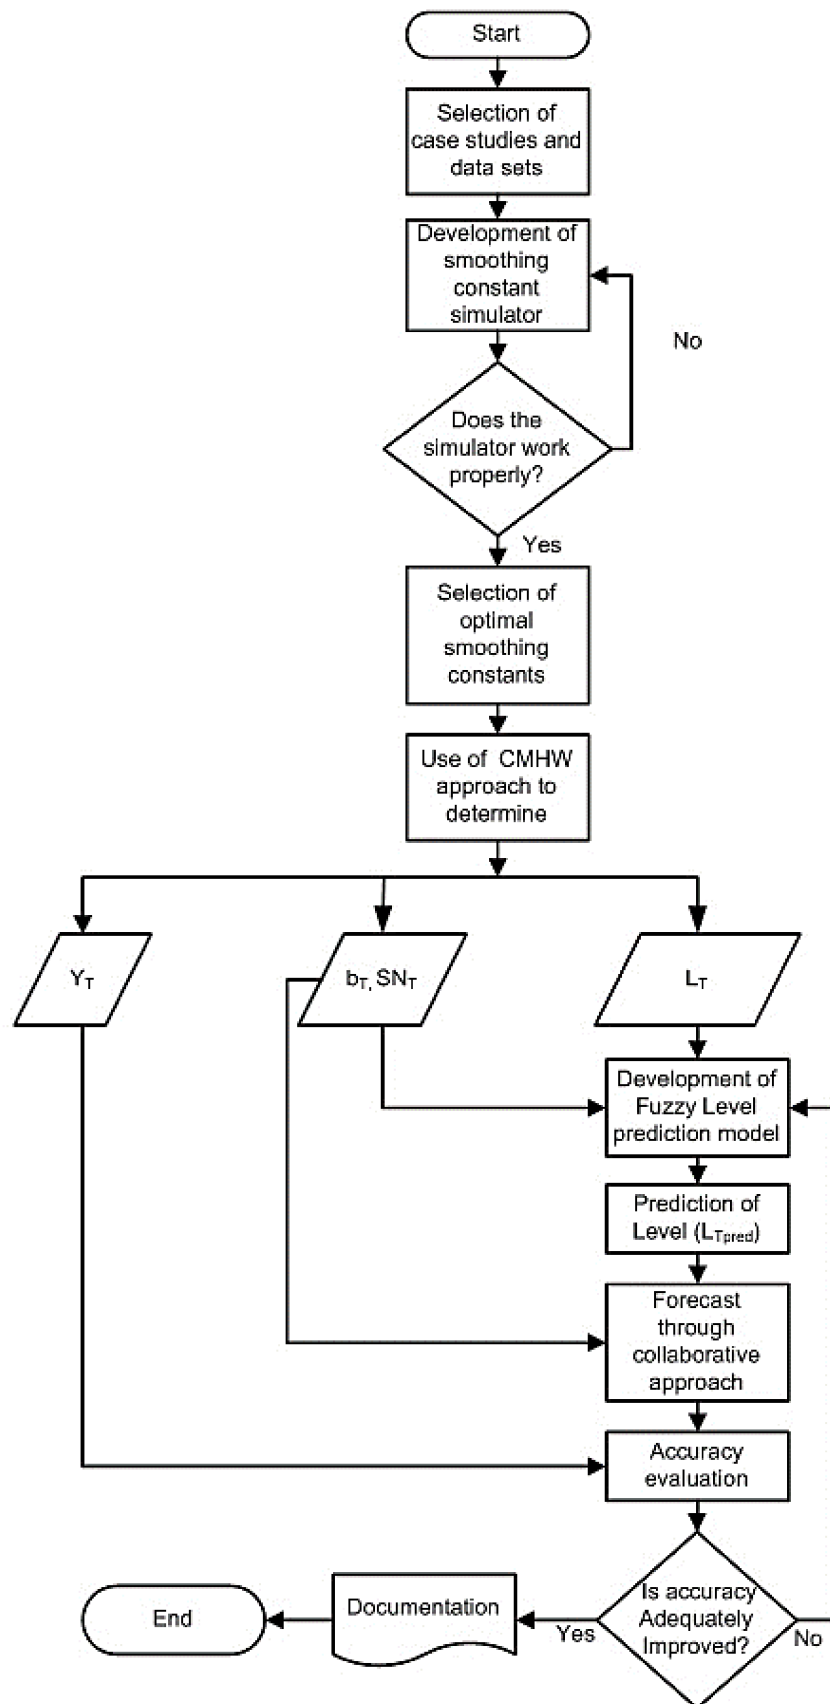 Start
Selection of
case studies and
data sets
Development of
smoothing
constant
simulator
No
Does the
simulator work
properly?
Yes
Selection of
optimal
smoothing
constants
Use of CMHW
approach to
determine
YT
bT, SNT
LT
Development of
Fuzzy Level
prediction model
Prediction of
Level (LTpred)
Forecast
through
collaborative
approach
Accuracy
evaluation
Is accuracy
Adequately
Improved?
Yes
No
Documentation
End